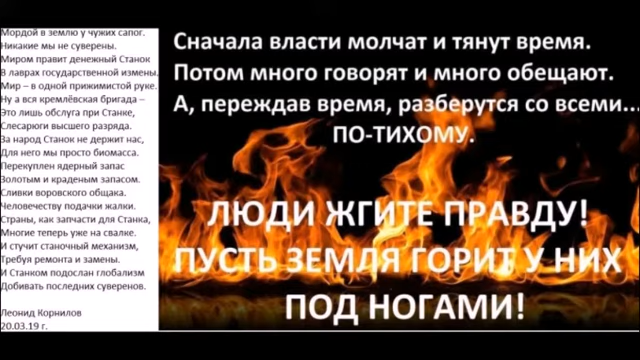 Мордой в землю у чужих сапог.
Никакие мы не суверены.
Миром правит денежный Станок
В лаврах государственной измены.
Мир – в одной прижимистой руке.
Ну а вся кремлёвская бригада –
Это лишь обслуга при Станке,
Слесарюги высшего разряда.
За народ Станок не держит нас,
Для него мы просто биомасса.
Перекуплен ядерный запас
Золотым и краденым запасом.
Сливки воровского общака.
Человечеству подачки жалки.
Страны, как запчасти для Станка,
Многие теперь уже на свалке.
И стучит станочный механизм,
Требуя ремонта и замены.
И Станком подослан глобализм
Добивать последних суверенов.
Леонид Корнилов
20.03.19 г.
Сначала власти молчат и тянут время.
Потом много говорят и много обещают.
А, переждав время, разберутся со всеми...
ПО-ТИХОМУ.
ЛЮДИ ЖГИТЕ ПРАВДУ!
ПУСТЬ ЗЕМЛЯ ГОРИТ У НИХ
ПОД НОГАМИ!